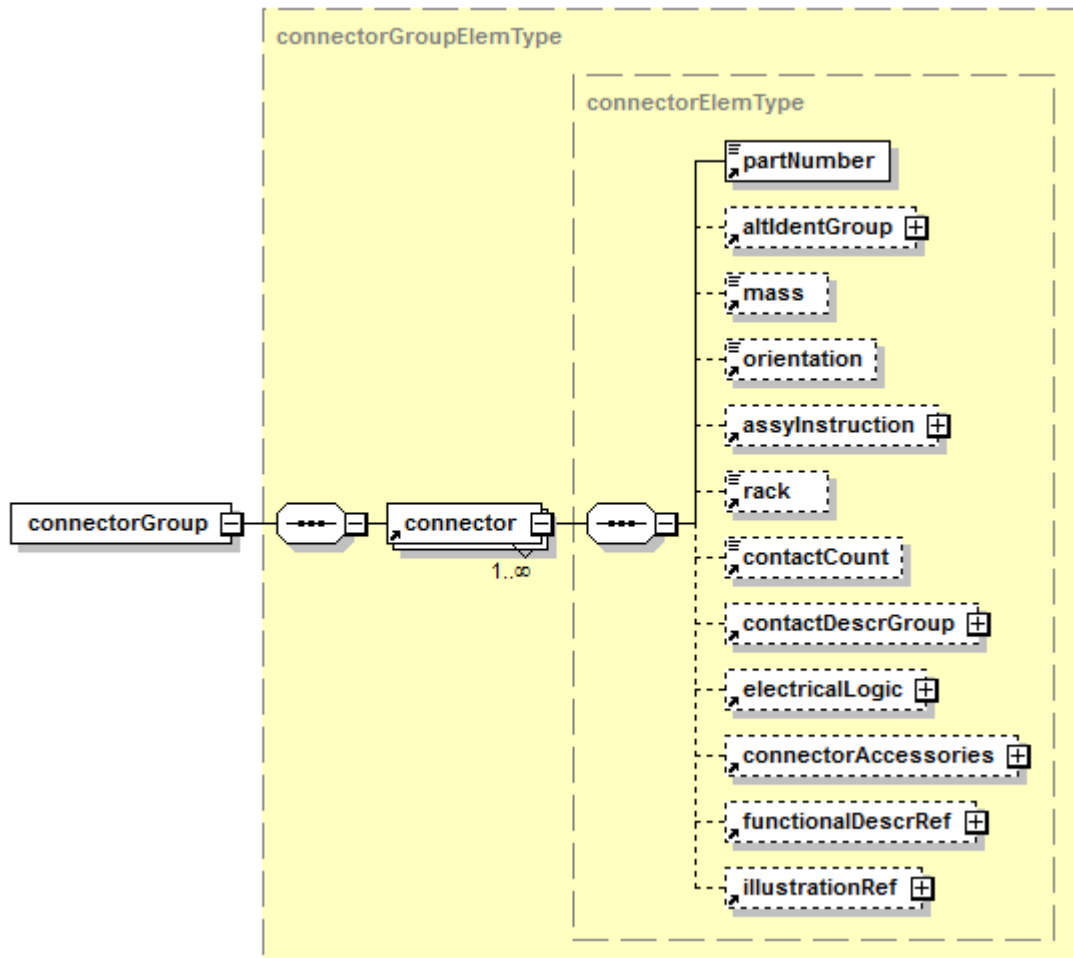 connectorGroupElemType
connectorElemType
partNumber
altIdentGroup
mass
orientation
assyInstruction
rack
connectorGroup
connector
1..∞
contactCount
contactDescrGroup
electricalLogic
connectorAccessories
functionalDescrRef
illustrationRef